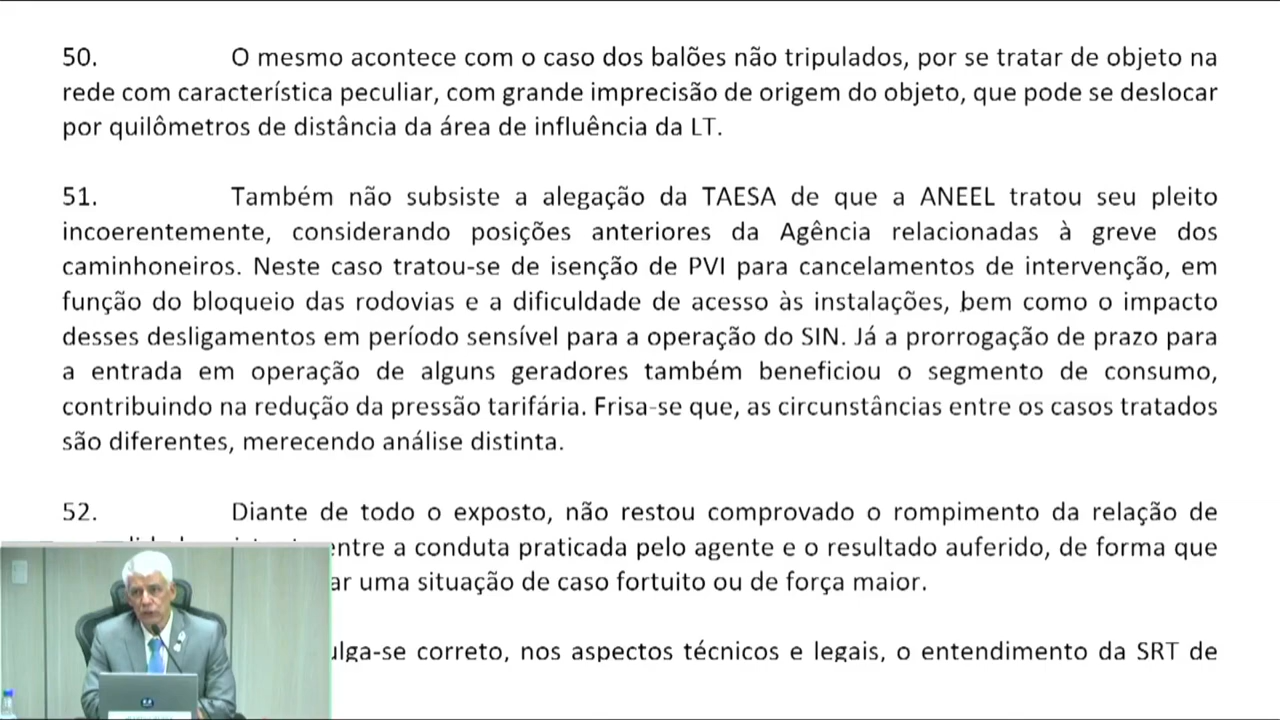 50. O mesmo acontece com o caso dos balões não tripulados, por se tratar de objeto na
rede com característica peculiar, com grande imprecisão de origem do objeto, que pode se deslocar
por quilômetros de distância da área de influência da LT.
51. Também não subsiste a alegação da TAESA de que a ANEEL tratou seu pleito
incoerentemente, considerando posições anteriores da Agência relacionadas à greve dos
caminhoneiros. Neste caso tratou-se de isenção de PVI para cancelamentos de intervenção, em
função do bloqueio das rodovias e a dificuldade de acesso às instalações, bem como o impacto
desses desligamentos em período sensível para a operação do SIN. Já a prorrogação de prazo para
a entrada em operação de alguns geradores também beneficiou o segmento de consumo,
contribuindo na redução da pressão tarifária. Frisa-se que, as circunstâncias entre os casos tratados
são diferentes, merecendo análise distinta.
52. Diante de todo o exposto, não restou comprovado o rompimento da relação de
entre a conduta praticada pelo agente e o resultado auferido, de forma que
ar uma situação de caso fortuito ou de força maior.
ulga-se correto, nos aspectos técnicos e legais, o entendimento da SRT de